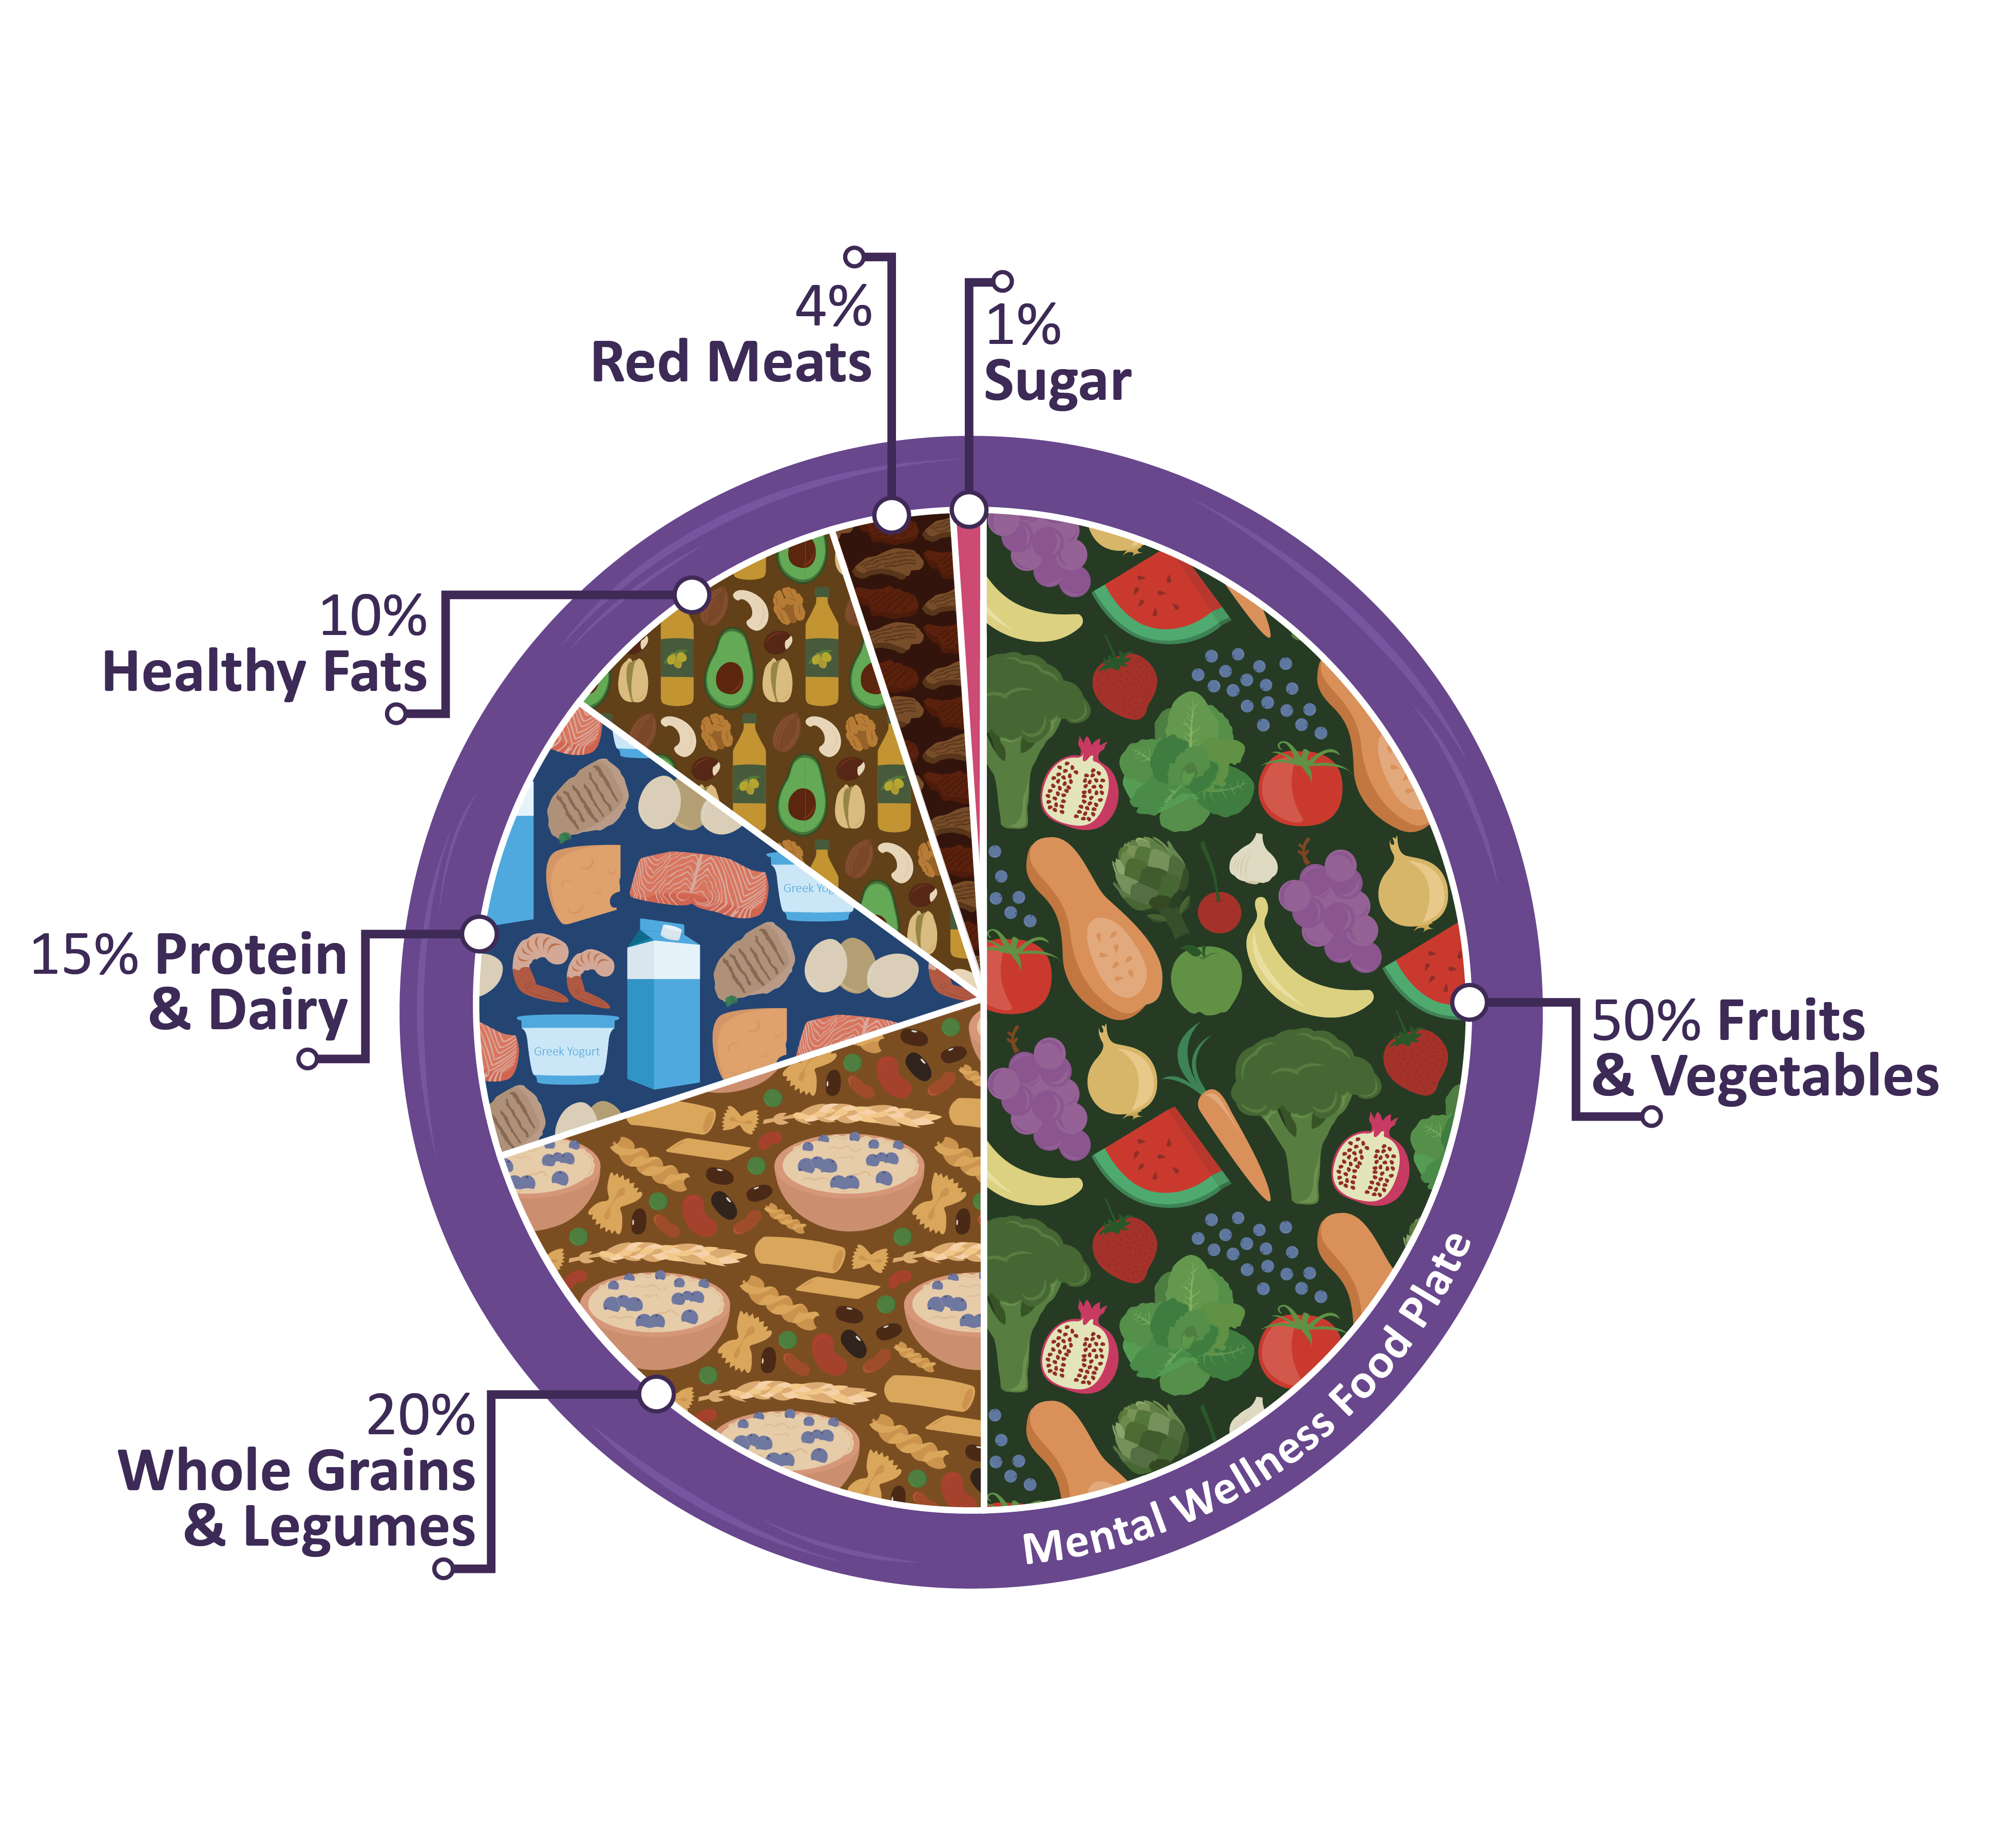 4%
Red Meats
1%
Sugar
10%
Healthy Fats
15% Protein
& Dairy
50% Fruits
& Vegetables
20%
Whole Grains
& Legumes
Greek Yogurt
Mental Wellness Food Plate